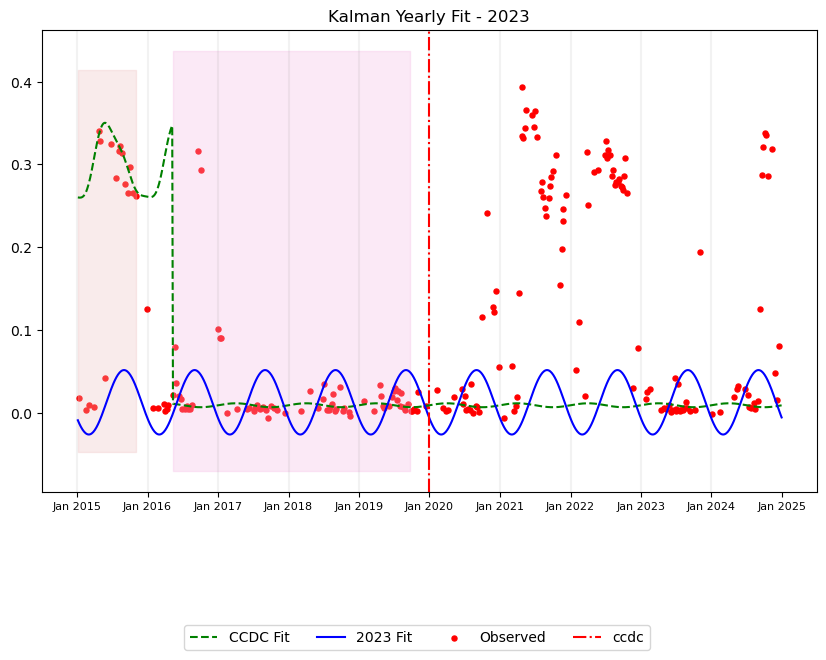 Kalman Yearly Fit - 2023
0.4
0.3
0.2
0.1
0.0
Jan 2015 Jan 2016 Jan 2017 Jan 2018 Jan 2019 Jan 2020 Jan 2021 Jan 2022 Jan 2023 Jan 2024 Jan 2025
CCDC Fit 2023 Fit Observed ccdc